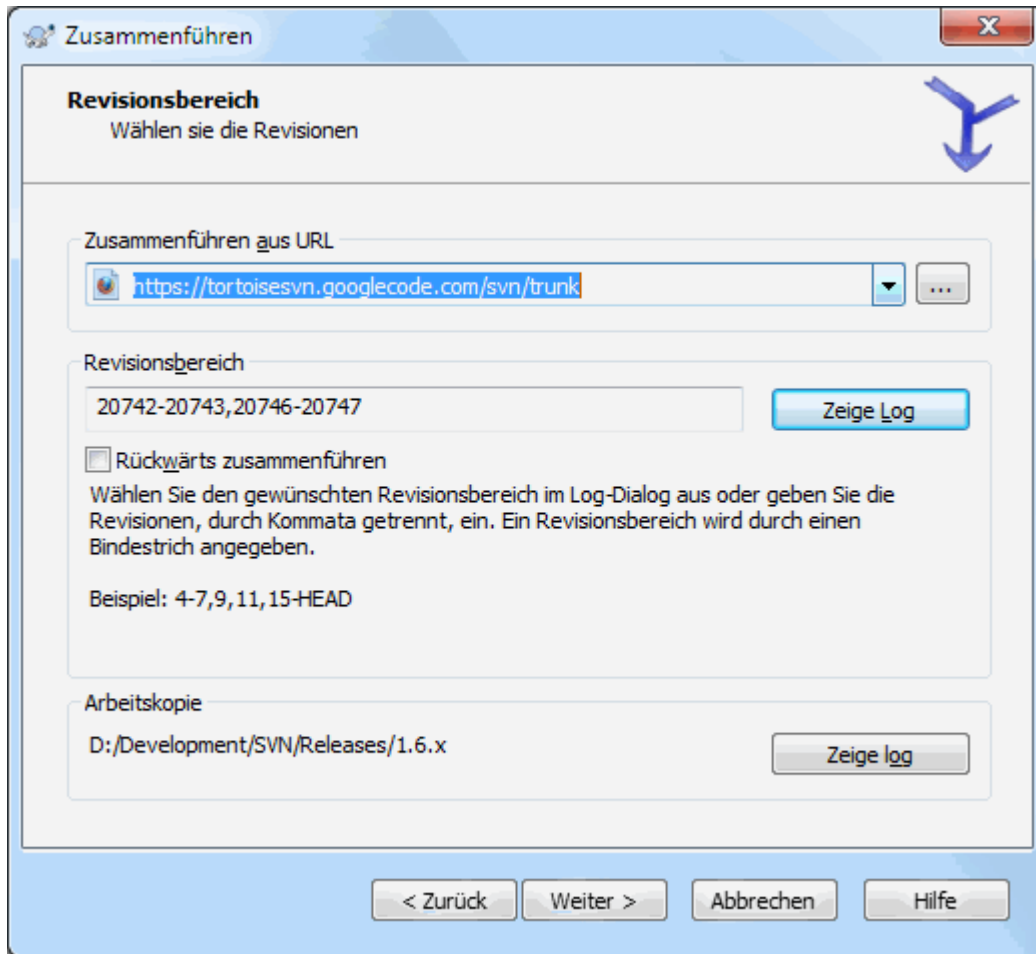 Zusammenführen
Revisionsbereich
Wählen sie die Revisionen
Zusammenführen aus URL
https://tortoisesvn.googlecode.com/svn/trunk
...
Revisionsbereich
20742-20743,20746-20747
Zeige Log
Rückwärts zusammenführen
Wählen Sie den gewünschten Revisionsbereich im Log-Dialog aus oder geben Sie die
Revisionen, durch Kommata getrennt, ein. Ein Revisionsbereich wird durch einen
Bindestrich angegeben.
Beispiel: 4-7,9,11,15-HEAD
Arbeitskopie
D:/Development/SVN/Releases/1.6.x
Zeige log
< Zurück
Weiter >
Abbrechen
Hilfe